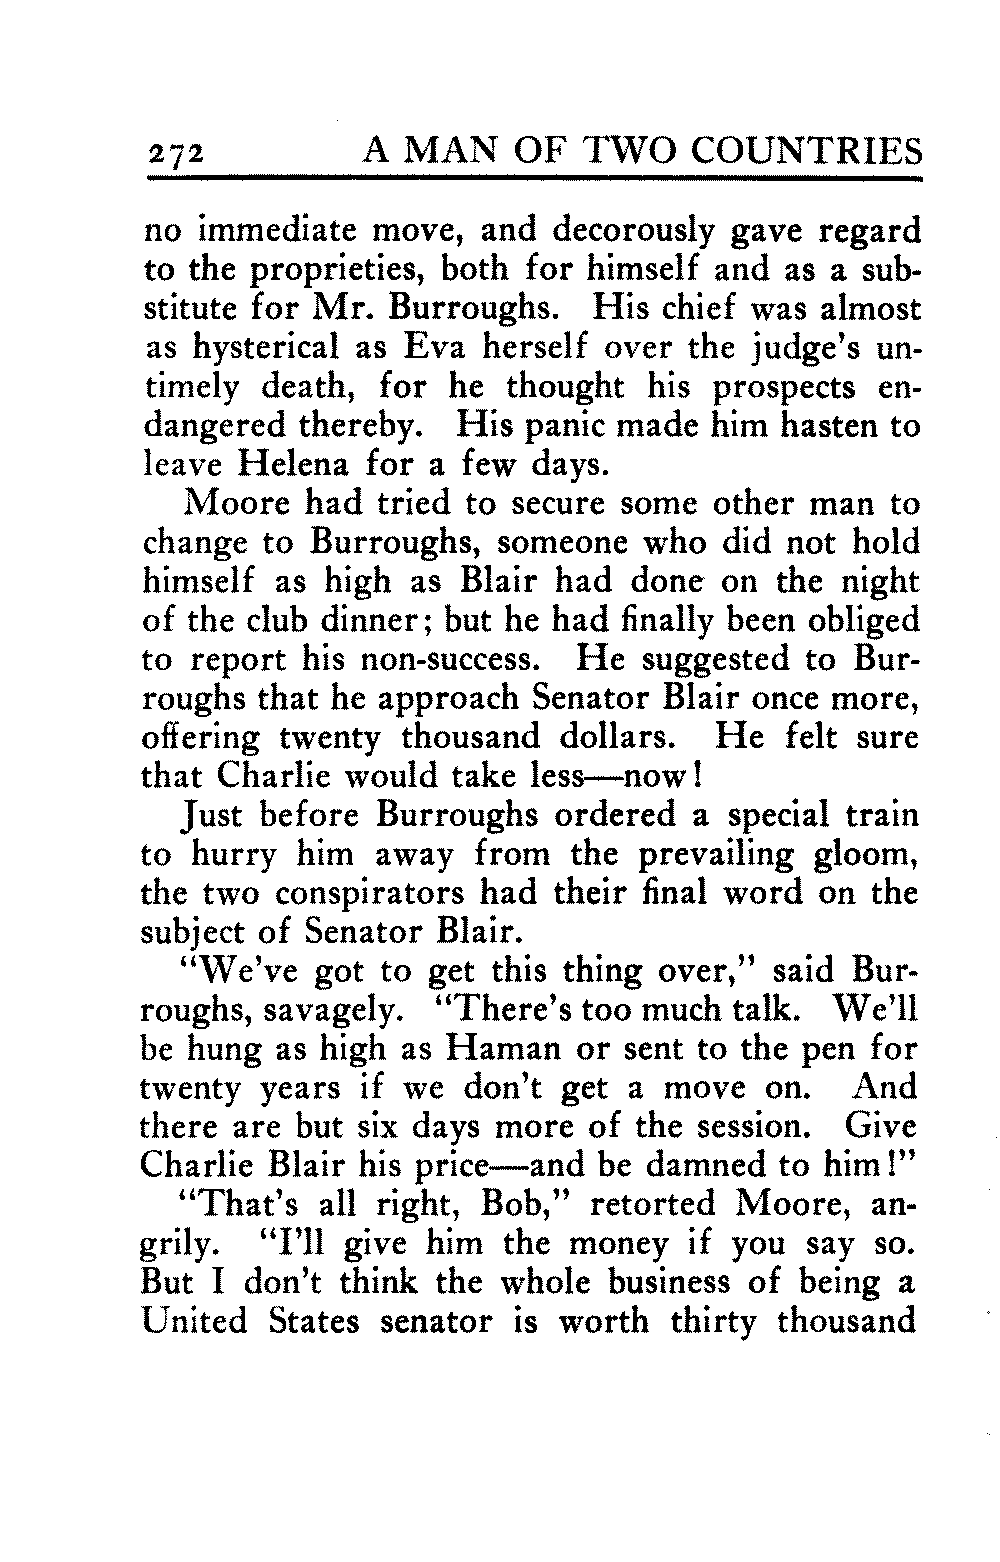 272 A MAN OF TWO COUNTRIES
no immediate move, and decorously gave regard
to the proprieties, both for himself and as a sub-
stitute for Mr. Burroughs. His chief was almost
as hysterical as Eva herself over the judge's un-
timely death, for he thought his prospects en-
dangered thereby. His panic made him hasten to
leave Helena for a few days.
Moore had tried to secure some other man to
change to Burroughs, someone who did not hold
himself as high as Blair had done on the night
of the club dinner; but he had finally been obliged
to report his non-success. He suggested to Bur-
roughs that he approach Senator Blair once more,
offering twenty thousand dollars. He felt sure
that Charlie would take less—now!
Just before Burroughs ordered a special train
to hurry him away from the prevailing gloom,
the two conspirators had their final word on the
subject of Senator Blair.
"We've got to get this thing over," said Bur-
roughs, savagely. "There's too much talk. We'll
be hung as high as Haman or sent to the pen for
twenty years if we don't get a move on. And
there are but six days more of the session. Give
Charlie Blair his price—and be damned to him!"
"That's all right, Bob," retorted Moore, an-
grily. "I'll give him the money if you say so.
But I don't think the whole business of being a
United States senator is worth thirty thousand